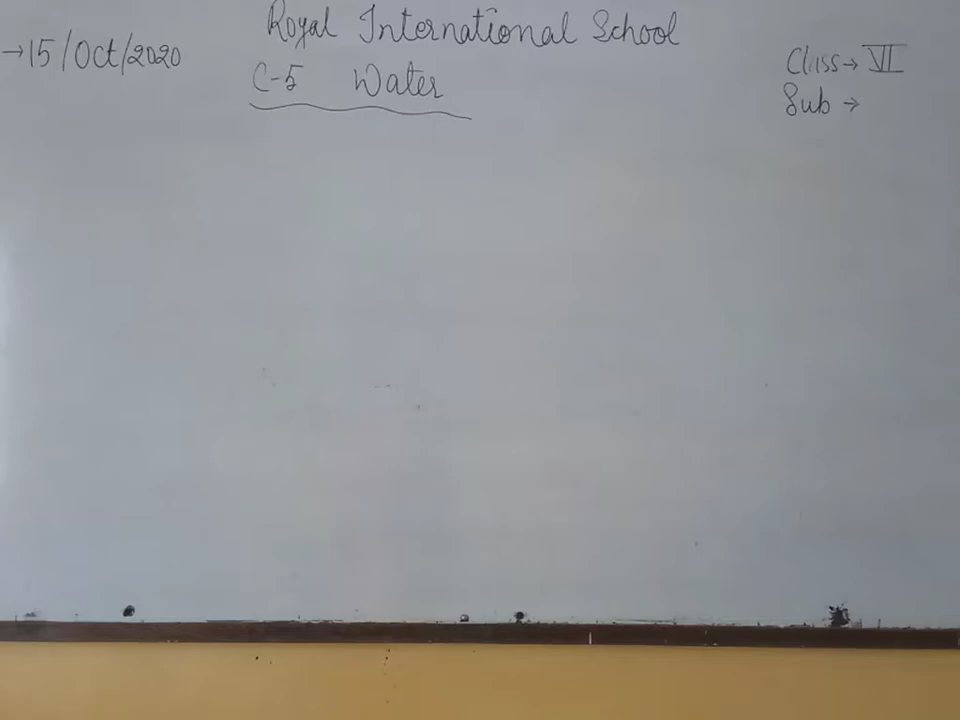 Royal International School
→15/Oct/2020
C-5 Water
Class→ VI
Sub →